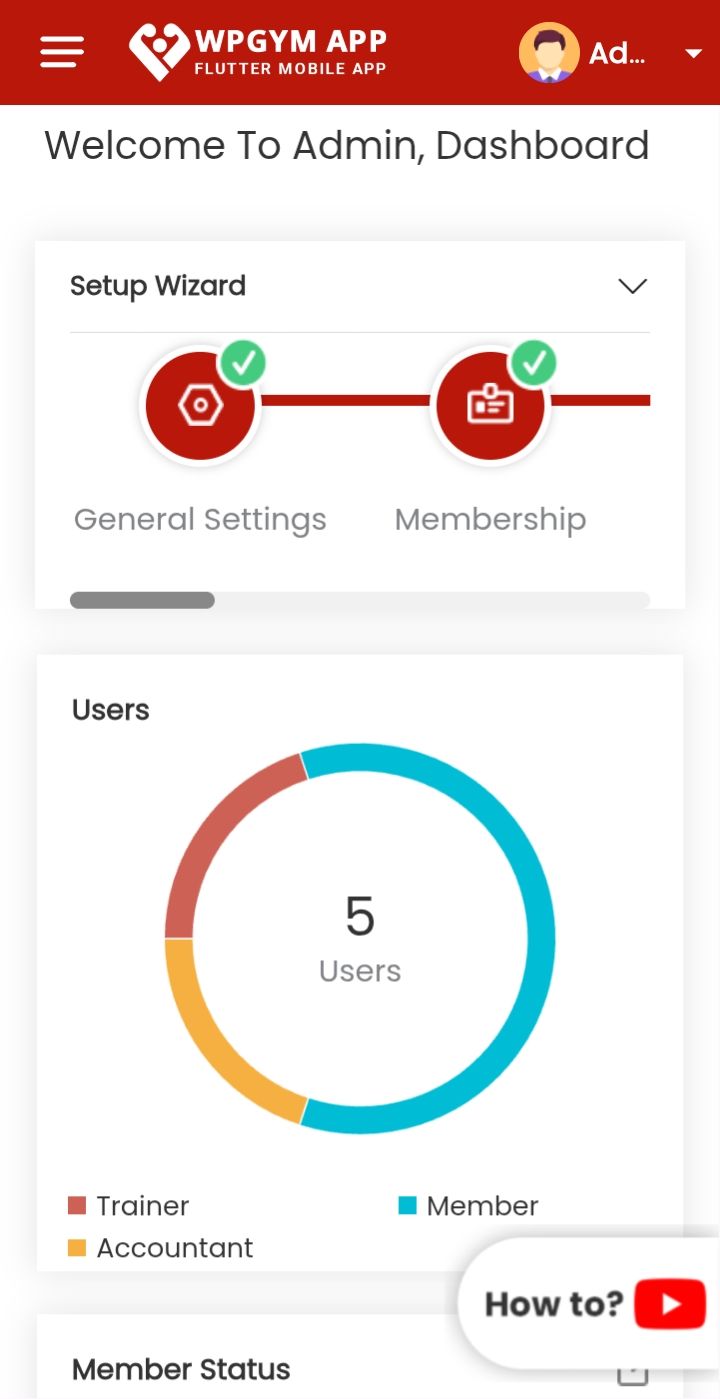 WPGYM APP
FLUTTER MOBILE APP
Ad...
Welcome To Admin, Dashboard
Setup Wizard
General Settings
Membership
Users
5
Users
Trainer
Member
Accountant
How to?
Member Status